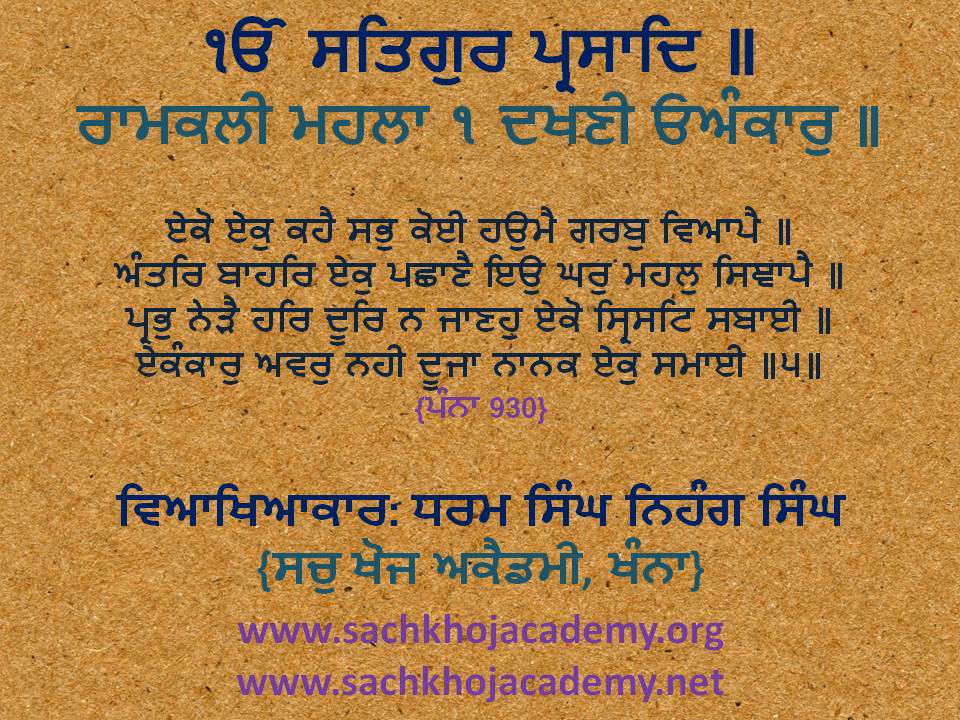 ੴ ਸਤਿਗੁਰ ਪ੍ਰਸਾਦਿ ॥
ਰਾਮਕਲੀ ਮਹਲਾ ੧ ਦਖਣੀ ਓਅੰਕਾਰੁ ॥
ਏਕੋ ਏਕੁ ਕਹੈ ਸਭੁ ਕੋਈ ਹਉਮੈ ਗਰਬੁ ਵਿਆਪੈ ॥
ਅੰਤਰਿ ਬਾਹਰਿ ਏਕੁ ਪਛਾਣੈ ਇਉ ਘਰੁ ਮਹਲੁ ਸਿਞਾਪੈ ॥
ਪ੍ਰਭੁ ਨੇੜੈ ਹਰਿ ਦੂਰਿ ਨ ਜਾਣਹੁ ਏਕੋ ਸ੍ਰਿਸਟਿ ਸਬਾਈ ॥
ਏਕੰਕਾਰੁ ਅਵਰੁ ਨਹੀ ਦੂਜਾ ਨਾਨਕ ਏਕੁ ਸਮਾਈ ॥੫॥
{ਪੰਨਾ 930}
ਵਿਆਖਿਆਕਾਰ: ਧਰਮ ਸਿੰਘ ਨਿਹੰਗ ਸਿੰਘ
{ਸਚੁ ਖੋਜ ਅਕੈਡਮੀ, ਖੰਨਾ}
www.sachkhojacademy.org
www.sachkhojacademy.net